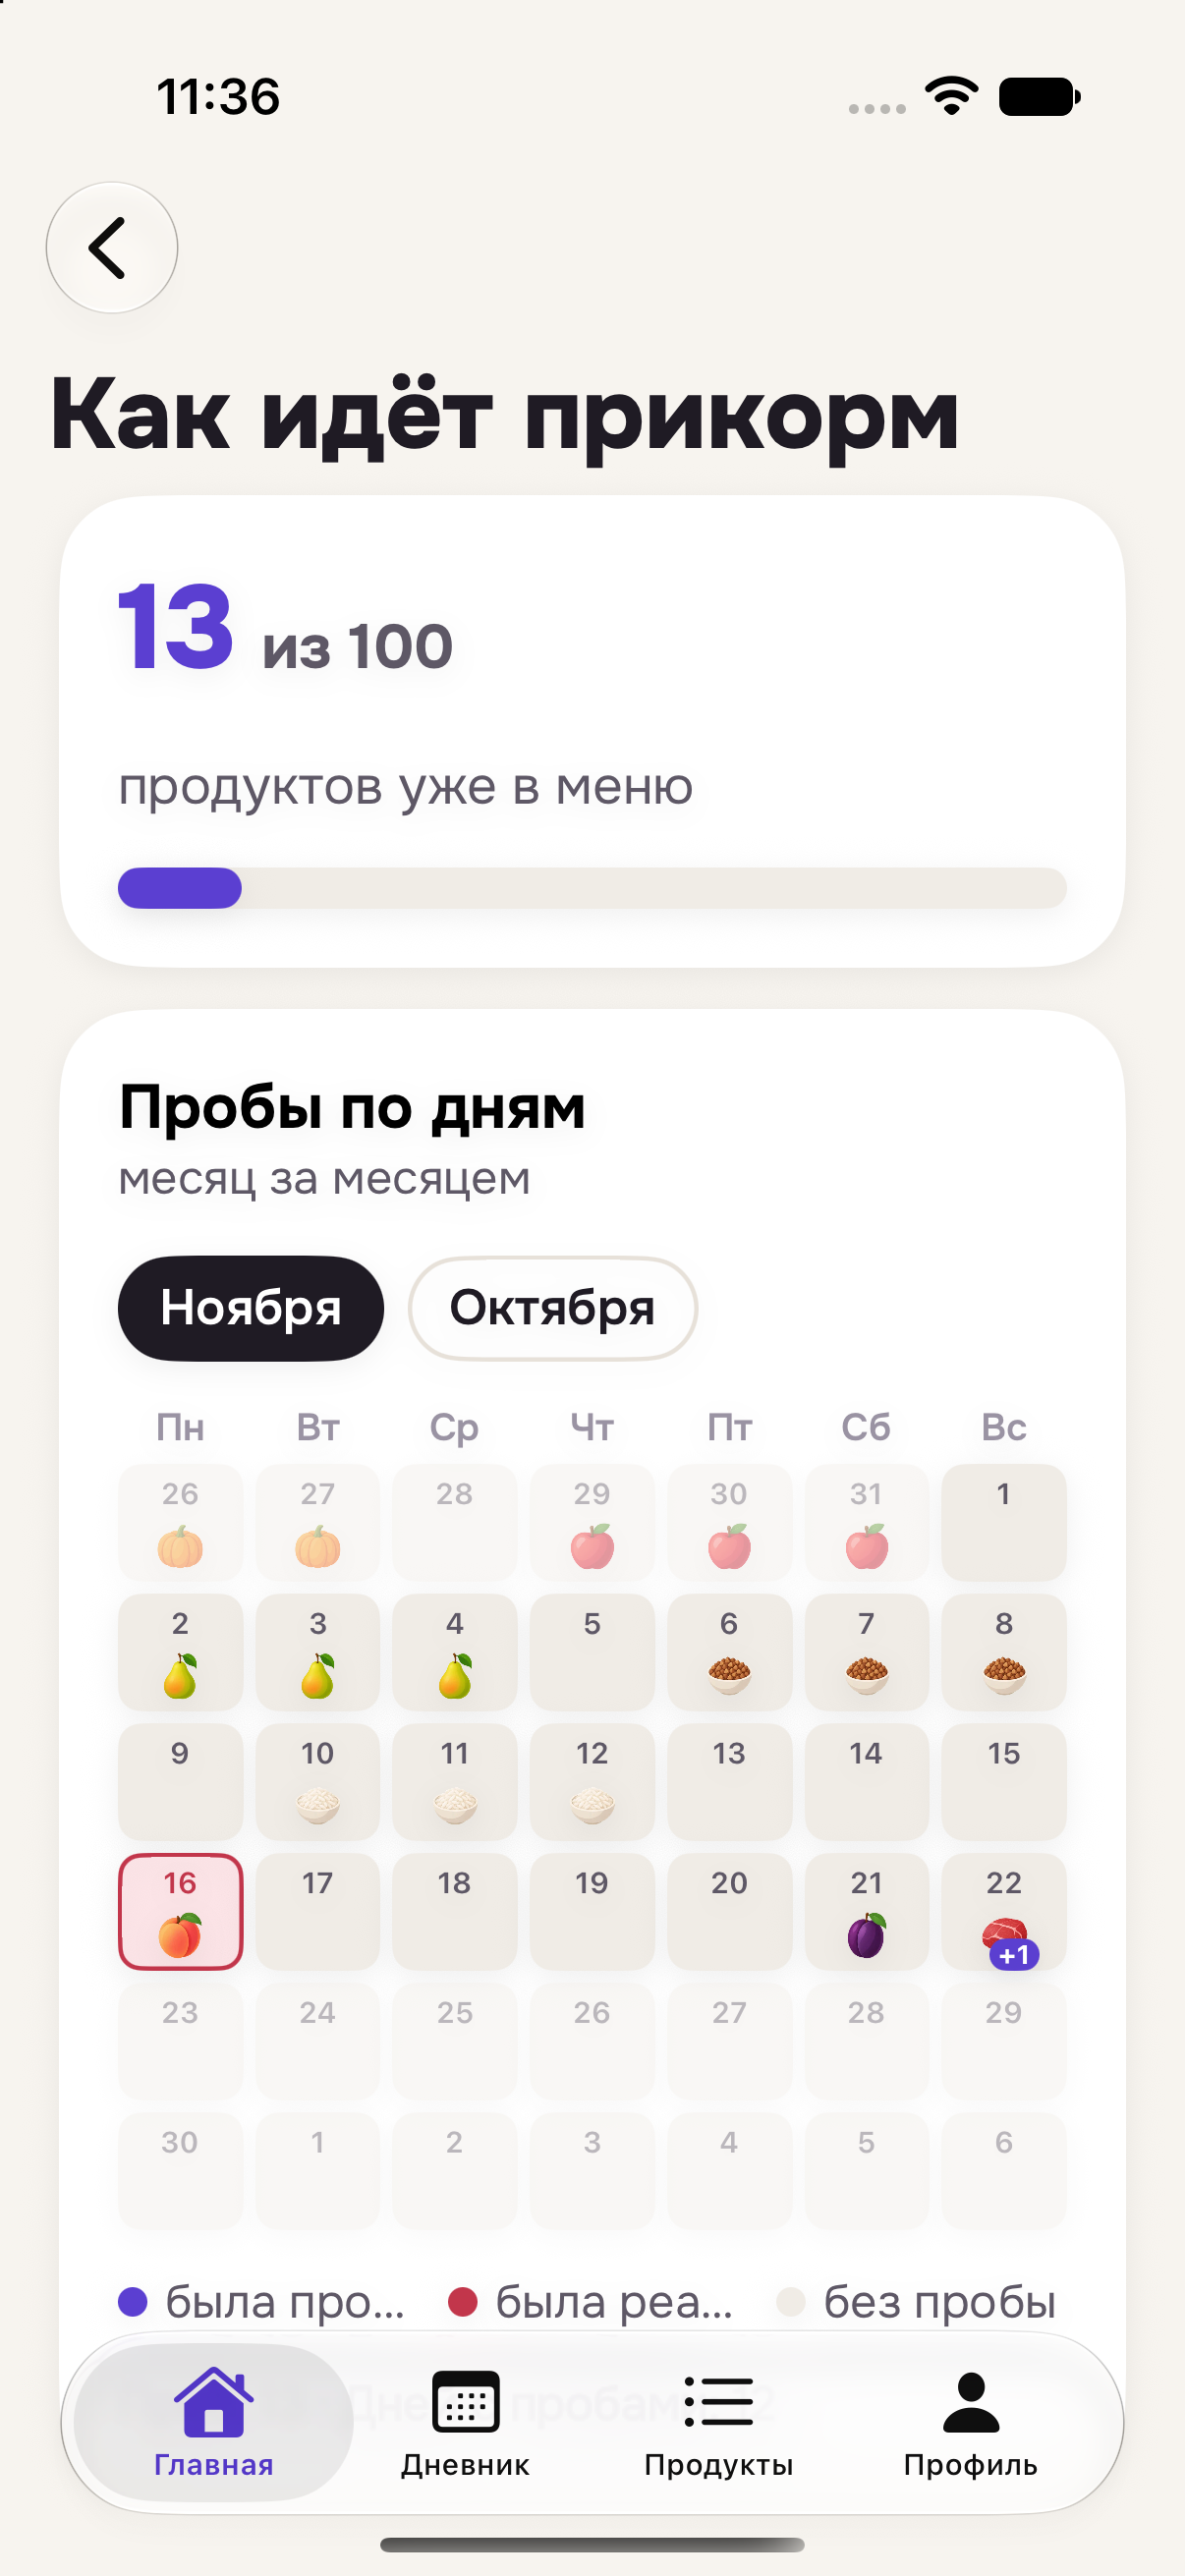 11:36
Как идёт прикорм
13 из 100
продуктов уже в меню
Пробы по дням
месяц за месяцем
Ноября Октября
Пн Вт Ср Чт Пт Сб Вс
26 27 28 29 30 31 1
2 3 4 5 6 7 8
9 10 11 12 13 14 15
16 17 18 19 20 21 22
+1
23 24 25 26 27 28 29
30 1 2 3 4 5 6
была про... была реа... без пробы
Главная Дневник Продукты Профиль